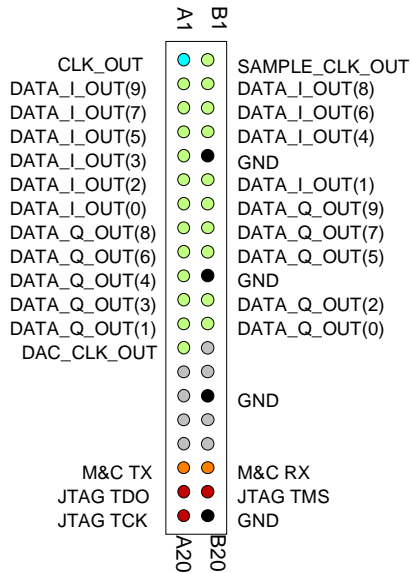 A1 B1
CLK_OUT SAMPLE_CLK_OUT
DATA_I_OUT(9) DATA_I_OUT(8)
DATA_I_OUT(7) DATA_I_OUT(6)
DATA_I_OUT(5) DATA_I_OUT(4)
DATA_I_OUT(3) GND
DATA_I_OUT(2) DATA_I_OUT(1)
DATA_I_OUT(0) DATA_Q_OUT(9)
DATA_Q_OUT(8) DATA_Q_OUT(7)
DATA_Q_OUT(6) DATA_Q_OUT(5)
DATA_Q_OUT(4) GND
DATA_Q_OUT(3) DATA_Q_OUT(2)
DATA_Q_OUT(1) DATA_Q_OUT(0)
DAC_CLK_OUT
GND
M&C TX M&C RX
JTAG TDO JTAG TMS
JTAG TCK GND
A20 B20